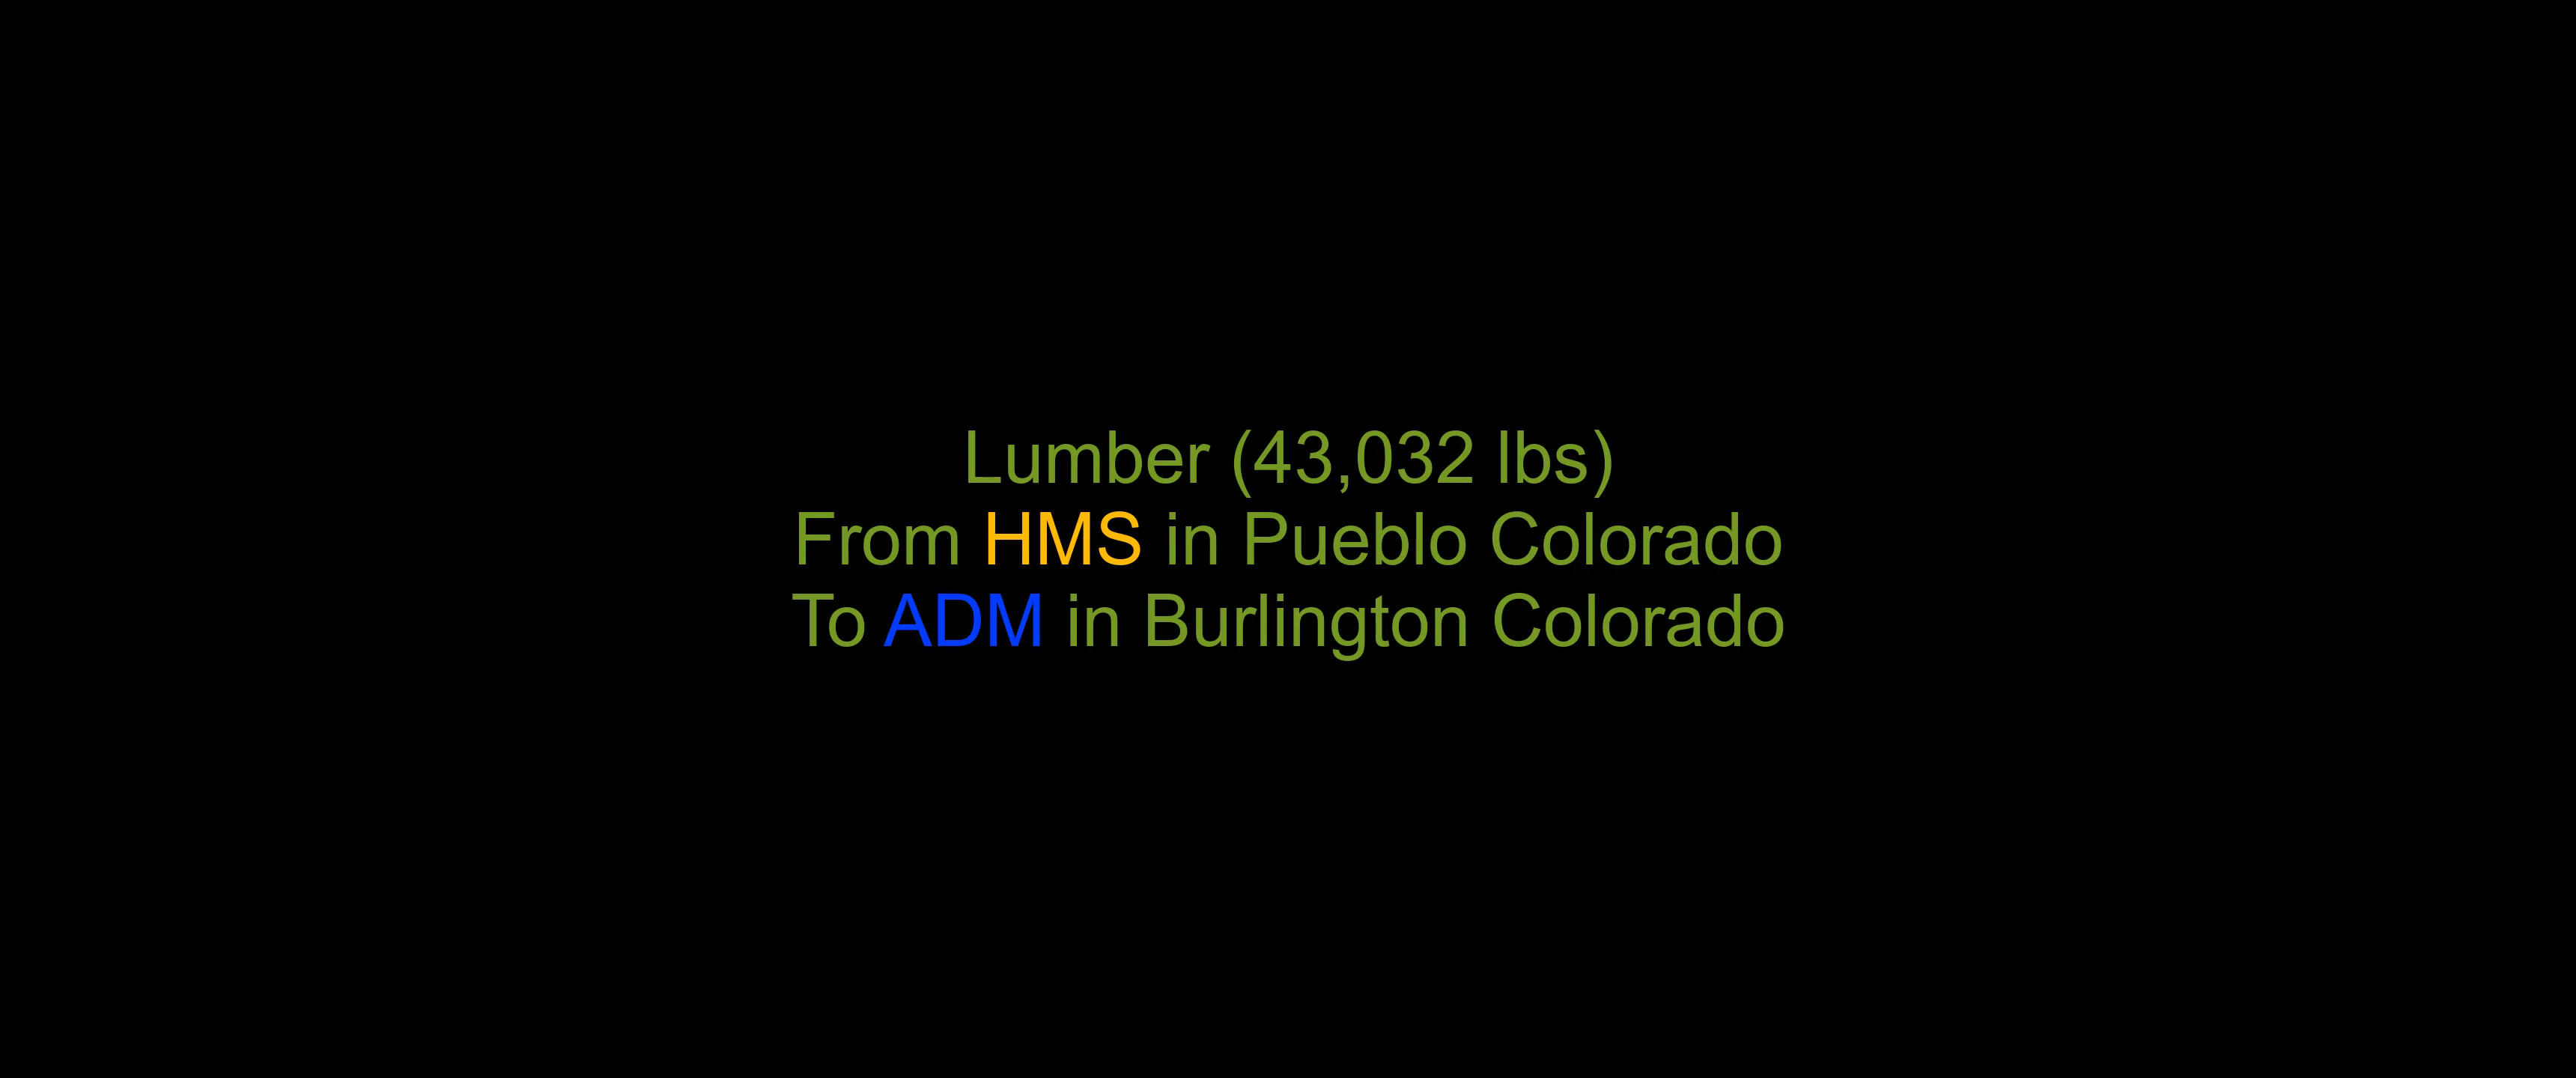 Lumber (43,032 lbs)
From HMS in Pueblo Colorado
To ADM in Burlington Colorado